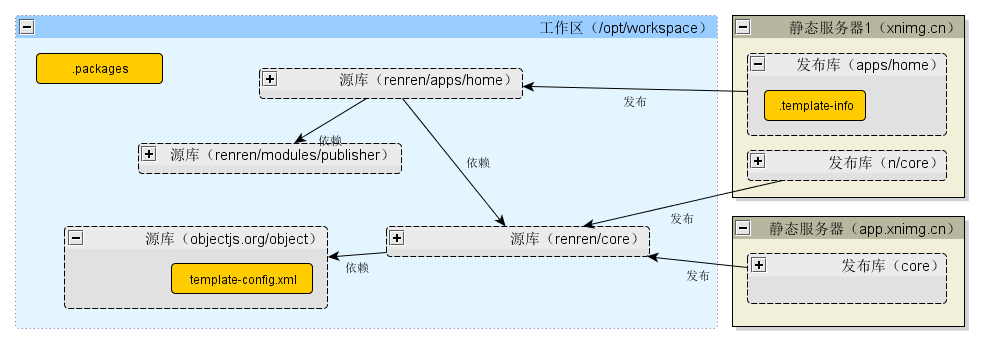 工作区（/opt/workspace）
.packages
源库（renren/apps/home）
发布
依赖
源库（renren/modules/publisher）
依赖
源库（objectjs.org/object）
template-config.xml
依赖
源库（renren/core）
发布
发布
静态服务器1（xnimg.cn）
发布库（apps/home）
.template-info
发布库（n/core）
静态服务器（app.xnimg.cn）
发布库（core）